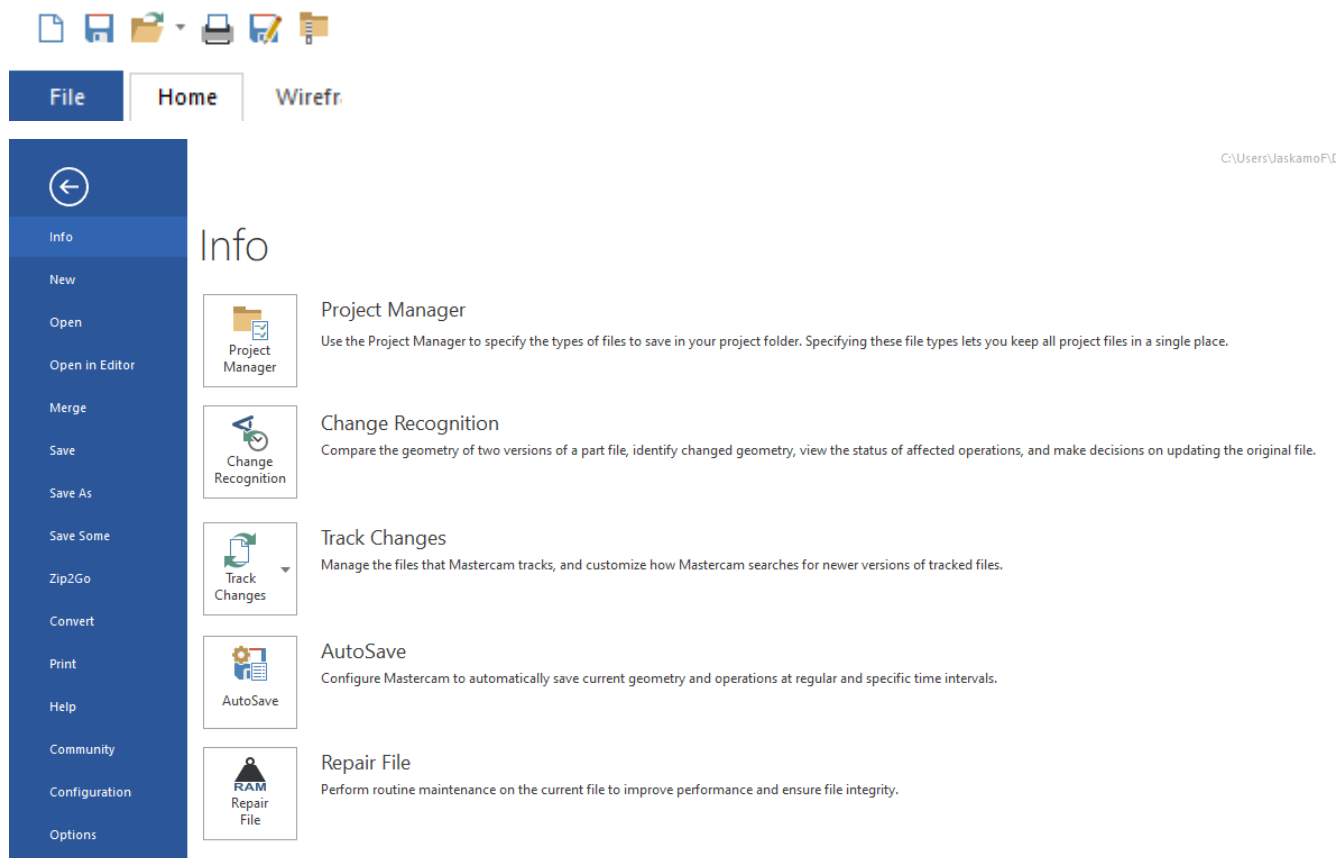 File Home Wirefr
C:\Users\JaskamoF\D
Info
New
Open
Open in Editor
Merge
Save
Save As
Save Some
Zip2Go
Convert
Print
Help
Community
Configuration
Options
Info
Project
Manager
Project Manager
Use the Project Manager to specify the types of files to save in your project folder. Specifying these file types lets you keep all project files in a single place.
Change
Recognition
Change Recognition
Compare the geometry of two versions of a part file, identify changed geometry, view the status of affected operations, and make decisions on updating the original file.
Track
Changes
Track Changes
Manage the files that Mastercam tracks, and customize how Mastercam searches for newer versions of tracked files.
AutoSave
AutoSave
Configure Mastercam to automatically save current geometry and operations at regular and specific time intervals.
RAM
Repair
File
Repair File
Perform routine maintenance on the current file to improve performance and ensure file integrity.